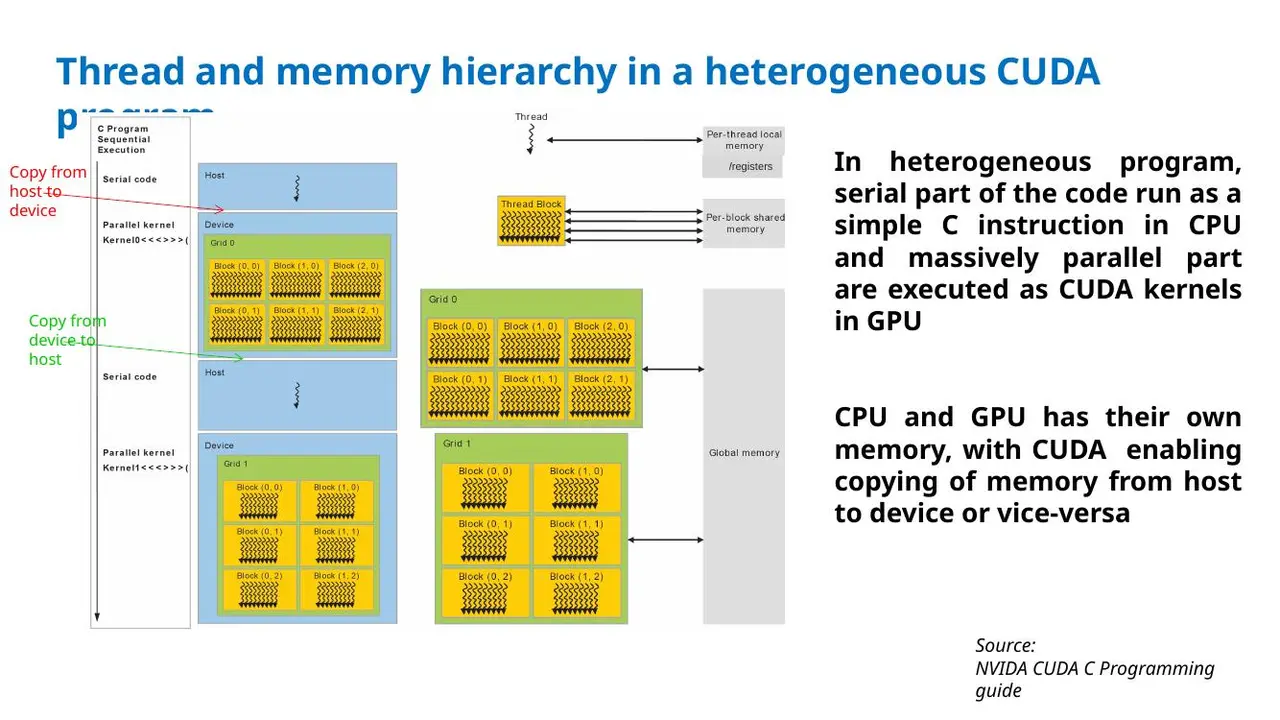 Thread and memory hierarchy in a heterogeneous CUDA
program
C Program
Sequential
Execution
Serial code
Parallel kernel
Kernel0<<<>>>(
Serial code
Parallel kernel
Kernel1<<<>>>(
Copy from
host to
device
Copy from
device to
host
Host
Device
Grid 0
Block (0, 0) Block (1, 0) Block (2, 0)
Block (0, 1) Block (1, 1) Block (2, 1)
Host
Device
Grid 1
Block (0, 0) Block (1, 0)
Block (0, 1) Block (1, 1)
Block (0, 2) Block (1, 2)
Thread
Per-thread local
memory
/registers
Thread Block
Per-block shared
memory
Grid 0
Block (0, 0) Block (1, 0) Block (2, 0)
Block (0, 1) Block (1, 1) Block (2, 1)
Grid 1
Block (0, 0) Block (1, 0)
Block (0, 1) Block (1, 1)
Block (0, 2) Block (1, 2)
Global memory
In heterogeneous program,
serial part of the code run as a
simple C instruction in CPU
and massively parallel part
are executed as CUDA kernels
in GPU
CPU and GPU has their own
memory, with CUDA enabling
copying of memory from host
to device or vice-versa
Source:
NVIDA CUDA C Programming
guide